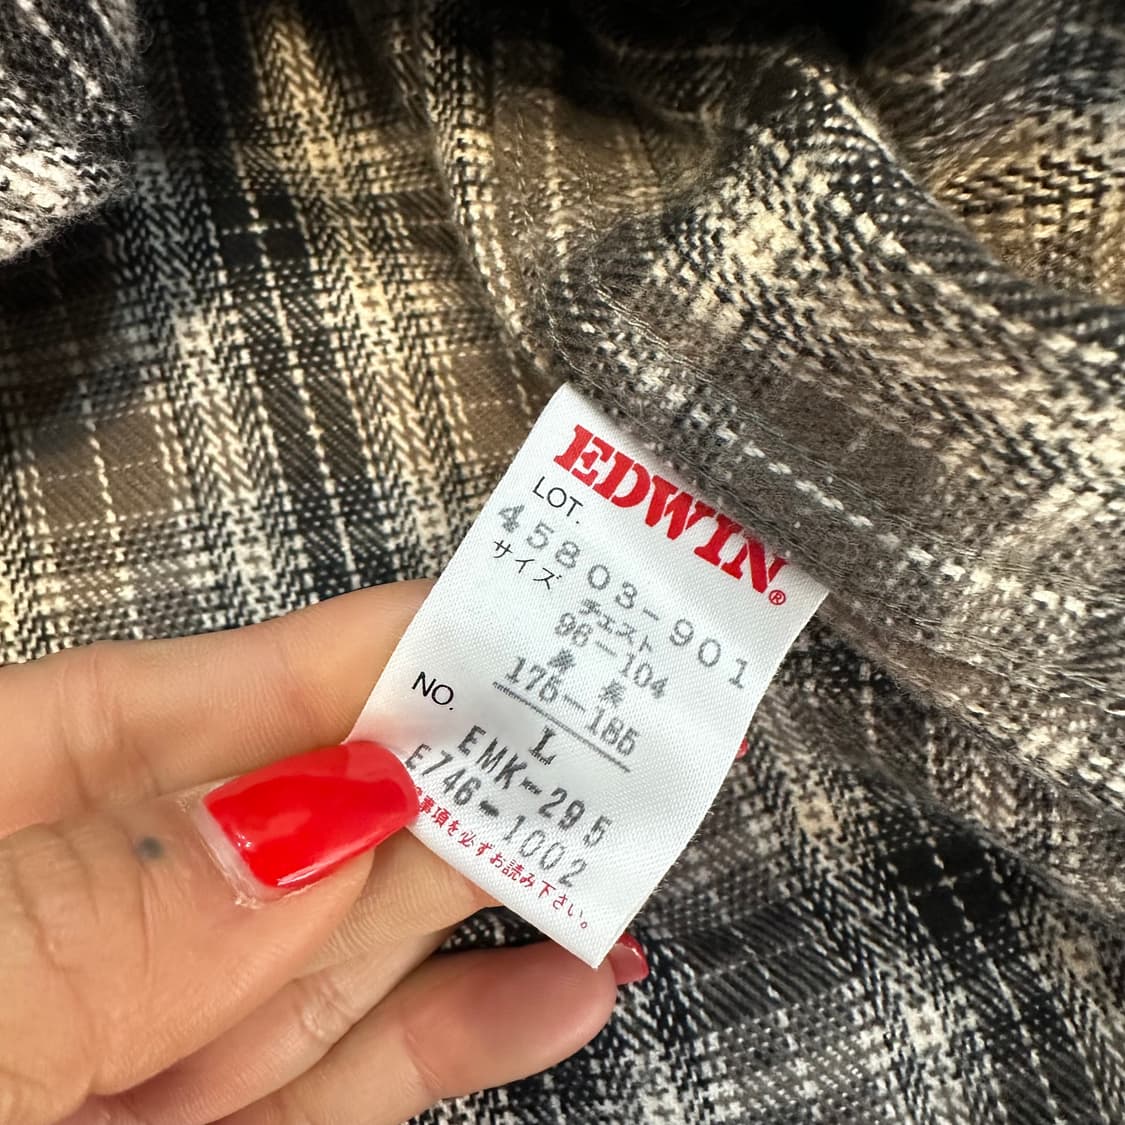 EDWIN®
LOT.
45803-901
サイズ
チェスト
96-104
身長
175-185
L
NO.
EMK-295
E746-1002
事項を必ずお読み下さい。